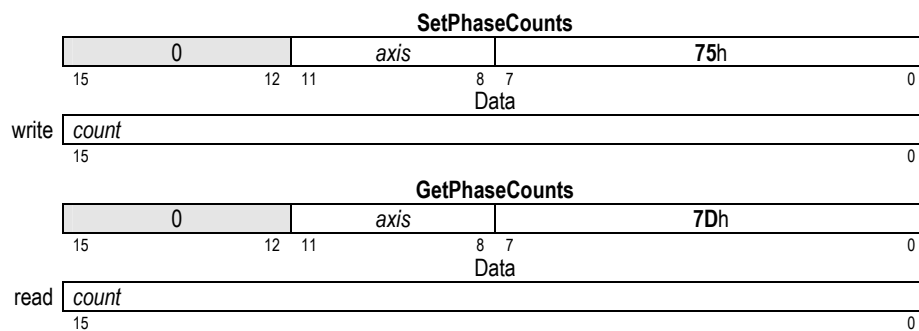 SetPhaseCounts
0 axis 75h
15 12 11 8 7 0
Data
write count
15 0
GetPhaseCounts
0 axis 7Dh
15 12 11 8 7 0
Data
read count
15 0